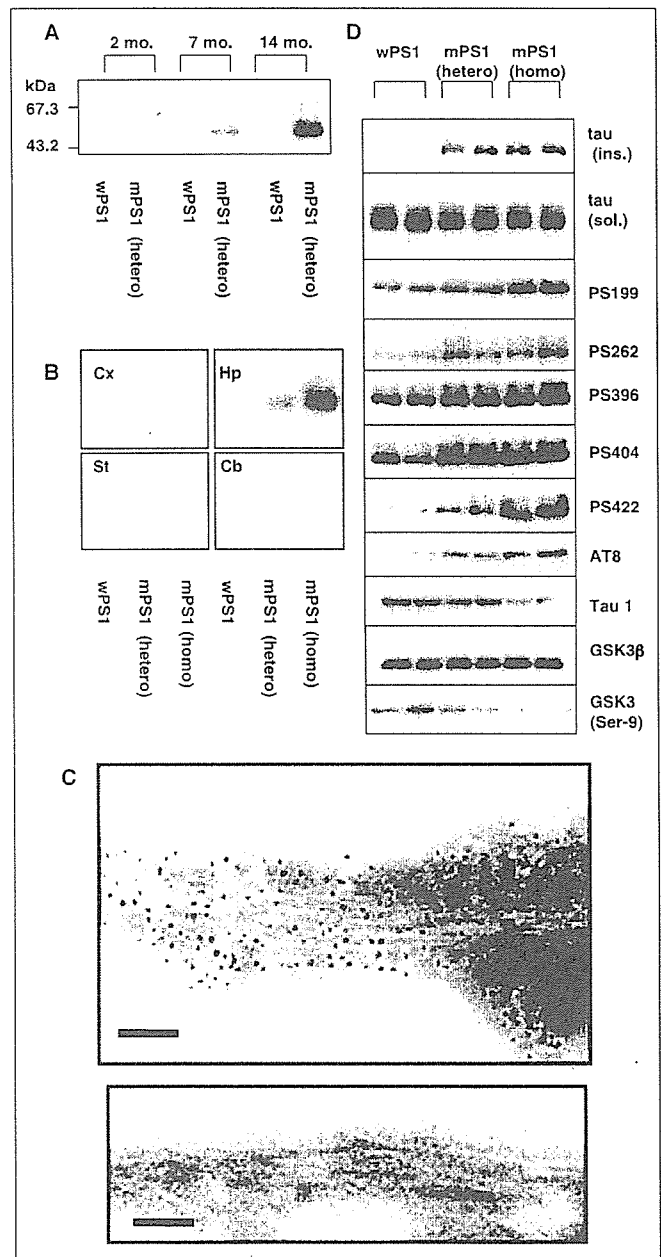 A
2 mo. 7 mo. 14 mo.
kDa
67.3
43.2
wPS1
mPS1 (hetero)
wPS1
mPS1 (hetero)
wPS1
mPS1 (hetero)
B
Cx
Hp
St
Cb
wPS1
mPS1 (hetero)
mPS1 (homo)
wPS1
mPS1 (hetero)
mPS1 (homo)
C
D
wPS1
mPS1
(hetero)
mPS1
(homo)
tau
(ins.)
tau
(sol.)
PS199
PS262
PS396
PS404
PS422
AT8
Tau 1
GSK3β
GSK3
(Ser-9)